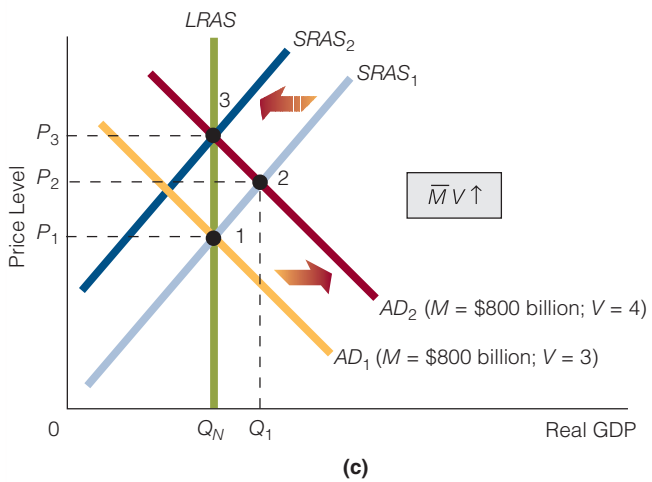 LRAS
SRAS₂
SRAS₁
3
P₃
2
P₂
M̅ V ↑
Price Level
P₁
1
AD₂ (M = $800 billion; V = 4)
AD₁ (M = $800 billion; V = 3)
0
Q_N
Q₁
Real GDP
(c)